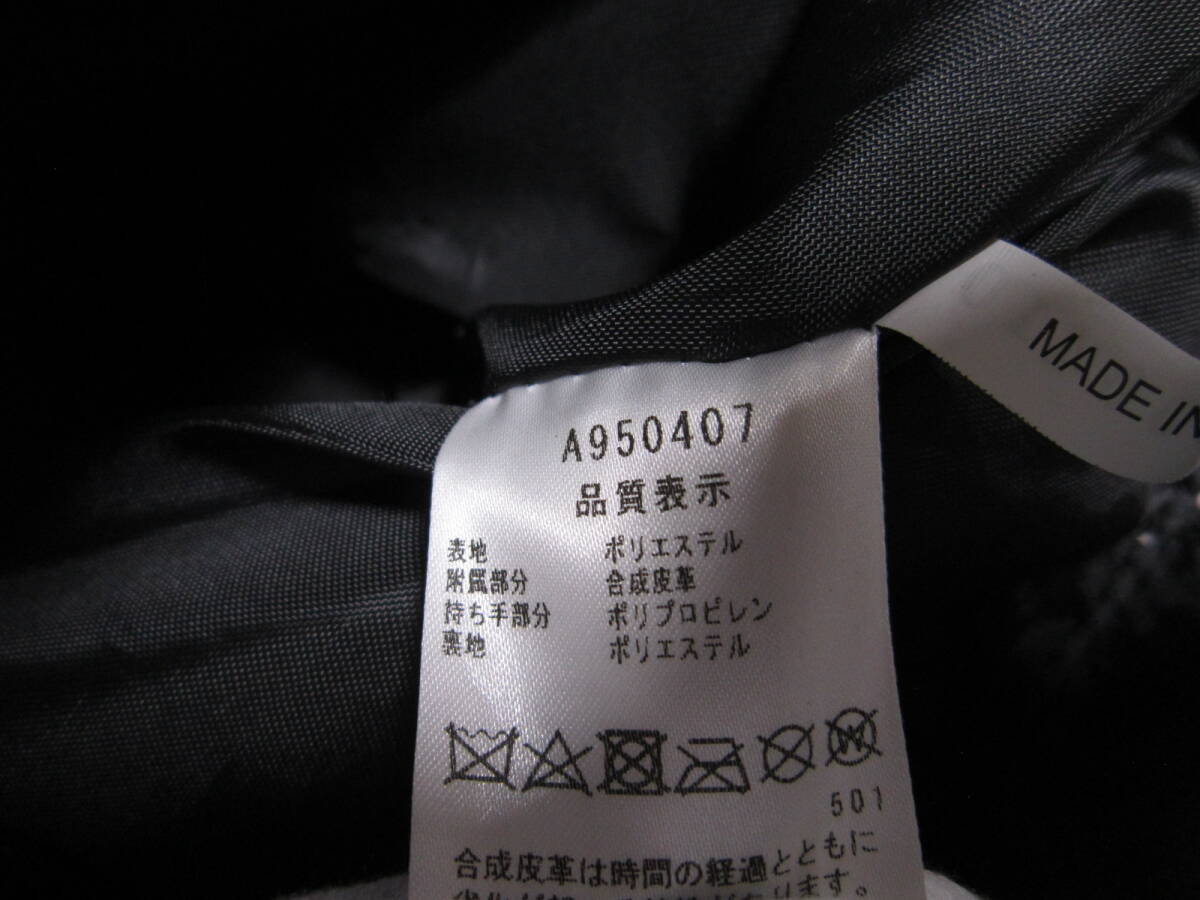 A950407
品質表示
表地 ポリエステル
附属部分 合成皮革
持ち手部分 ポリプロピレン
裏地 ポリエステル
W
501
合成皮革は時間の経過とともに
ります。
MADE IN